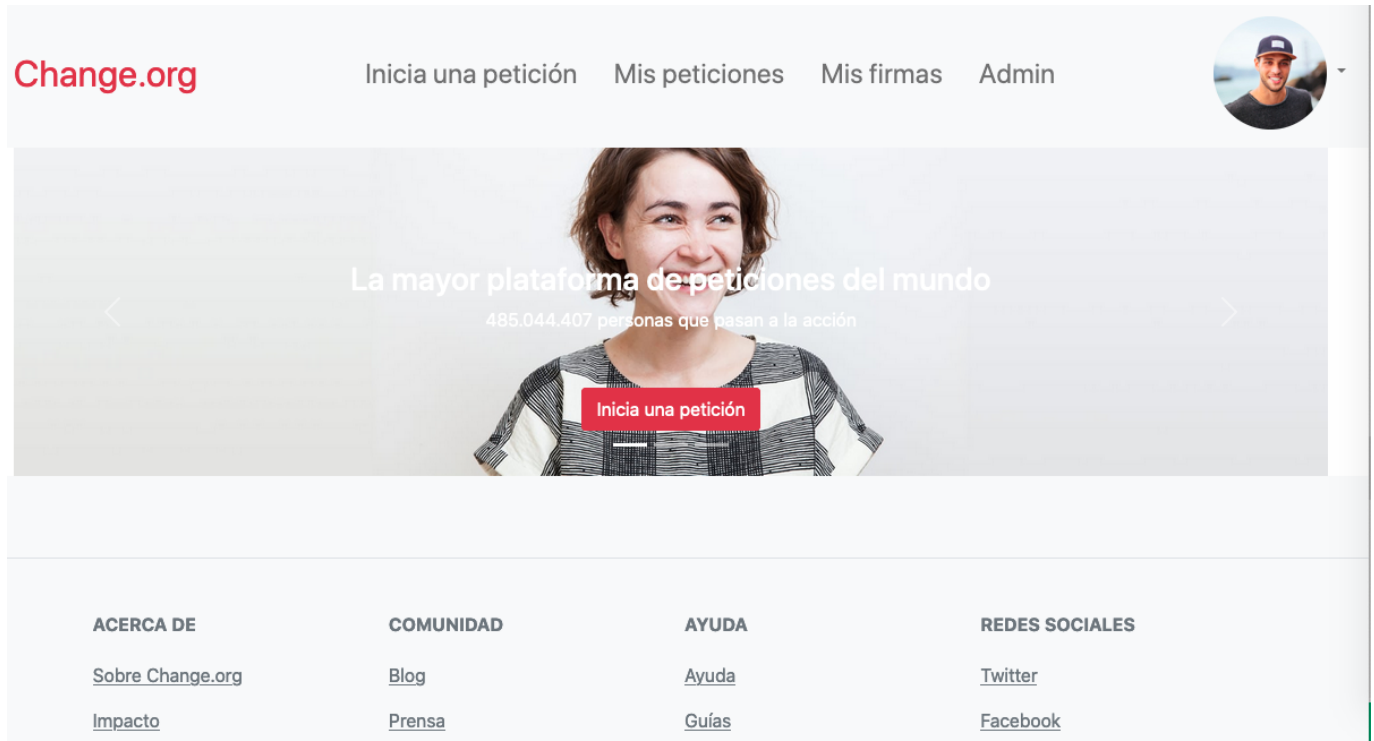 Change.org
Inicia una petición
Mis peticiones
Mis firmas
Admin
La mayor plataforma de peticiones del mundo
485.044.407 personas que pasan a la acción
Inicia una petición
ACERCA DE
COMUNIDAD
AYUDA
REDES SOCIALES
Sobre Change.org
Blog
Ayuda
Twitter
Impacto
Prensa
Guías
Facebook